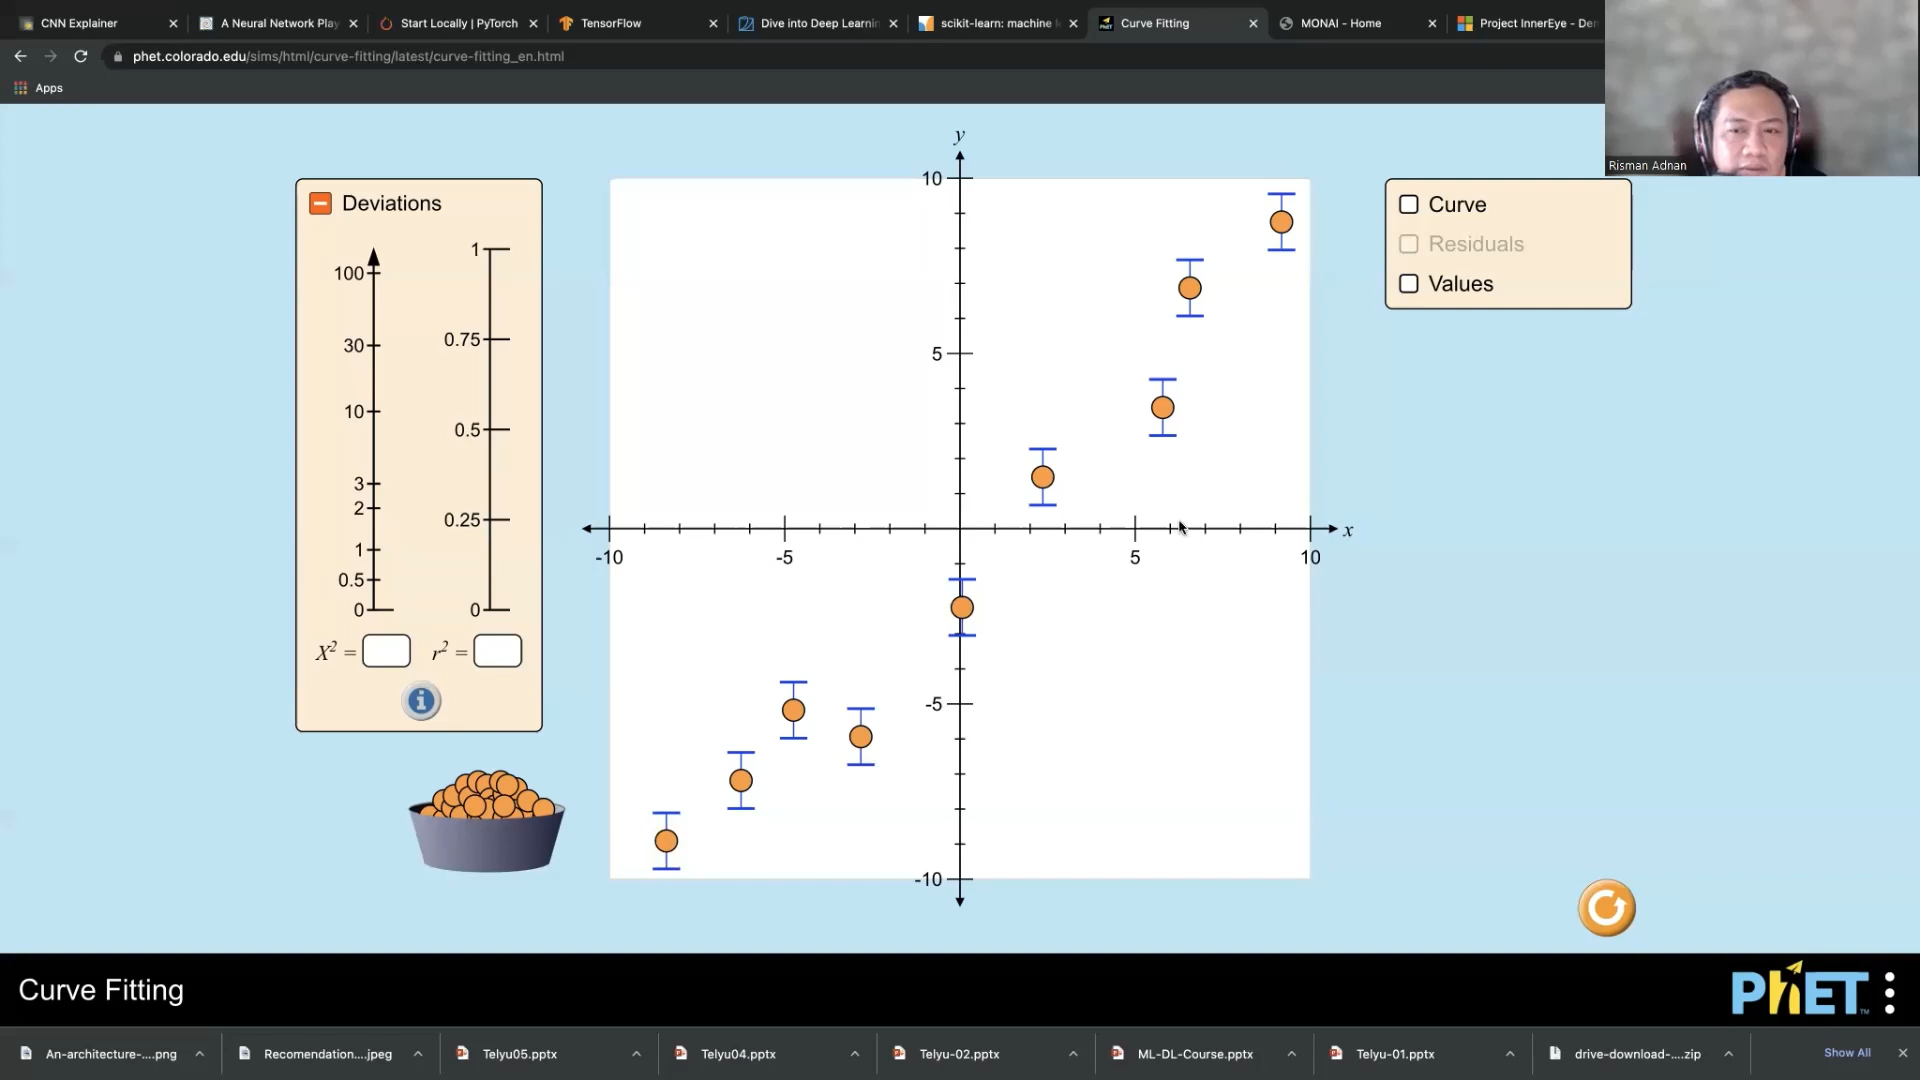 CNN Explainer
A Neural Network Play
Start Locally | PyTorch
TensorFlow
Dive into Deep Learnin
scikit-learn: machine l
Curve Fitting
MONAI - Home
Project InnerEye - Dem
phet.colorado.edu/sims/html/curve-fitting/latest/curve-fitting_en.html
Apps
Risman Adnan
Deviations
100
30
10
3
2
1
0.5
0
1
0.75
0.5
0.25
0
X² =
r² =
i
y
10
5
-5
-10
-10
-5
5
10
x
Curve
Residuals
Values
Curve Fitting
PhET
An-architecture-....png
Recomendation....jpeg
Telyu05.pptx
Telyu04.pptx
Telyu-02.pptx
ML-DL-Course.pptx
Telyu-01.pptx
drive-download-....zip
Show All